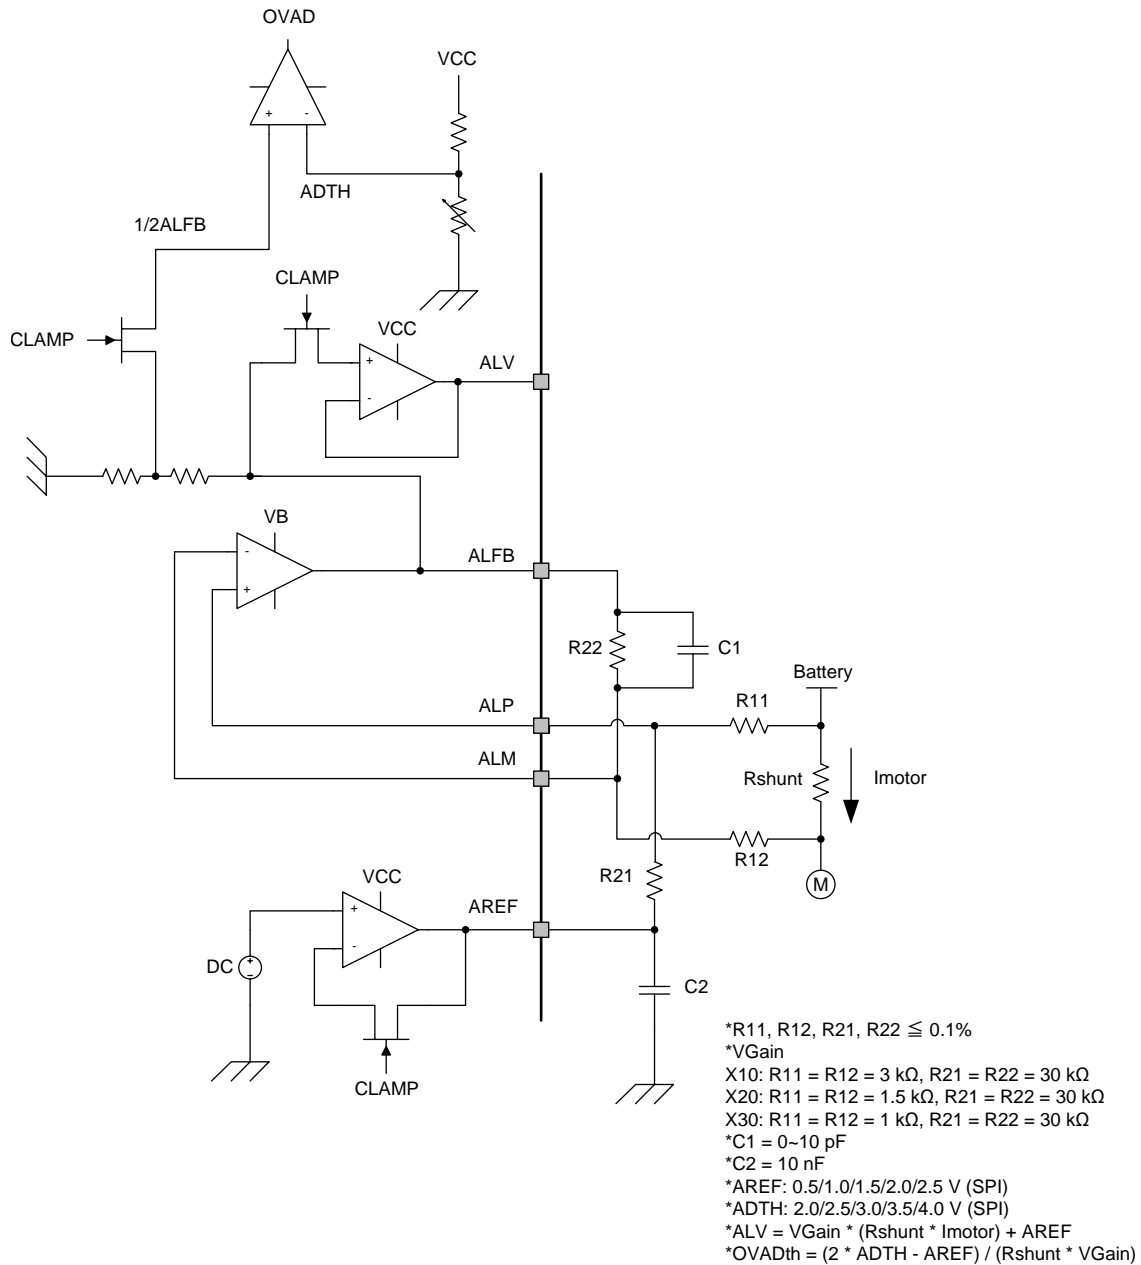 OVAD
VCC
+ -
ADTH
1/2ALFB
CLAMP
CLAMP
VCC
+
-
ALV
VB
-
+
ALFB
R22
C1
Battery
ALP
R11
ALM
Rshunt
Imotor
R12
M
R21
VCC
+
-
AREF
DC
+
-
C2
CLAMP
*R11, R12, R21, R22 ≦ 0.1%
*VGain
X10: R11 = R12 = 3 kΩ, R21 = R22 = 30 kΩ
X20: R11 = R12 = 1.5 kΩ, R21 = R22 = 30 kΩ
X30: R11 = R12 = 1 kΩ, R21 = R22 = 30 kΩ
*C1 = 0~10 pF
*C2 = 10 nF
*AREF: 0.5/1.0/1.5/2.0/2.5 V (SPI)
*ADTH: 2.0/2.5/3.0/3.5/4.0 V (SPI)
*ALV = VGain * (Rshunt * Imotor) + AREF
*OVADth = (2 * ADTH - AREF) / (Rshunt * VGain)